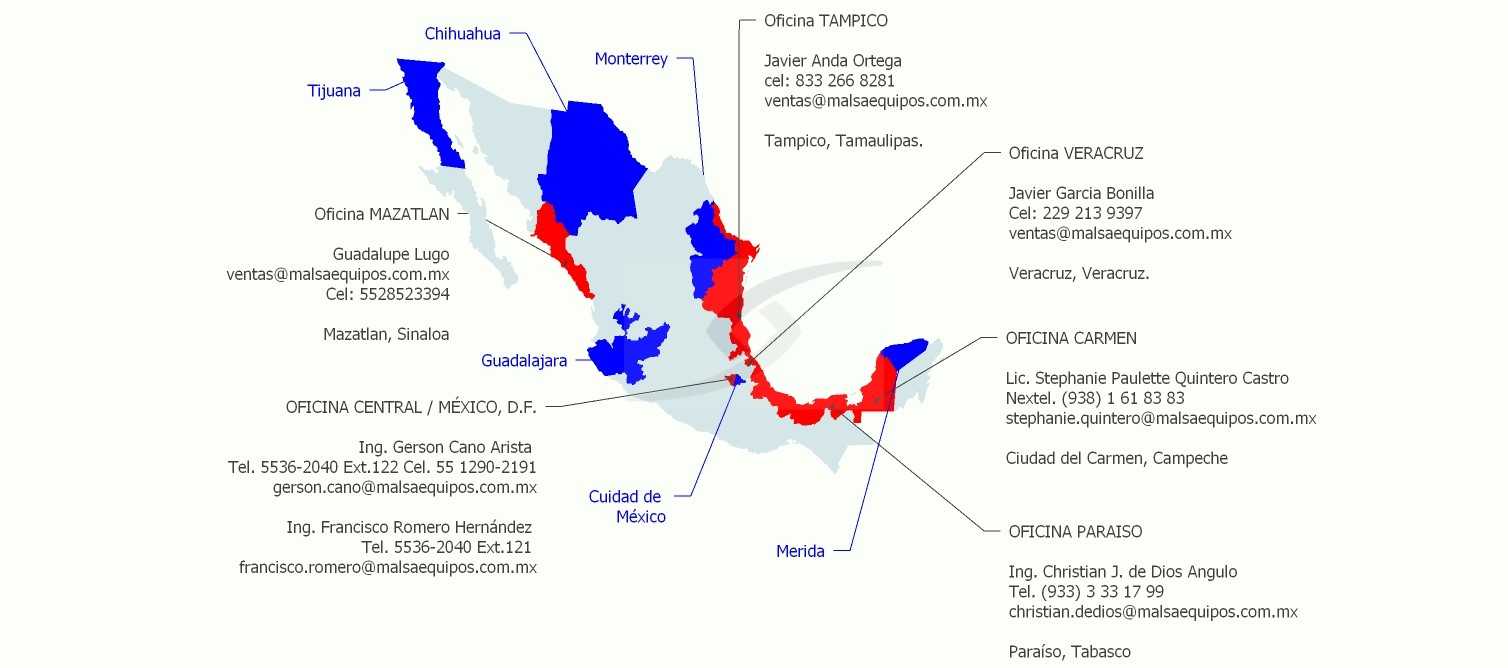 Chihuahua
Monterrey
Tijuana
Oficina TAMPICO
Javier Anda Ortega
cel: 833 266 8281
ventas@malsaequipos.com.mx
Tampico, Tamaulipas.
Oficina VERACRUZ
Javier Garcia Bonilla
Cel: 229 213 9397
ventas@malsaequipos.com.mx
Veracruz, Veracruz.
Oficina MAZATLAN
Guadalupe Lugo
ventas@malsaequipos.com.mx
Cel: 5528523394
Mazatlan, Sinaloa
Guadalajara
OFICINA CARMEN
Lic. Stephanie Paulette Quintero Castro
Nextel. (938) 1 61 83 83
stephanie.quintero@malsaequipos.com.mx
Ciudad del Carmen, Campeche
OFICINA CENTRAL / MÉXICO, D.F.
Ing. Gerson Cano Arista
Tel. 5536-2040 Ext.122 Cel. 55 1290-2191
gerson.cano@malsaequipos.com.mx
Ing. Francisco Romero Hernández
Tel. 5536-2040 Ext.121
francisco.romero@malsaequipos.com.mx
Cuidad de
México
Merida
OFICINA PARAISO
Ing. Christian J. de Dios Angulo
Tel. (933) 3 33 17 99
christian.dedios@malsaequipos.com.mx
Paraíso, Tabasco